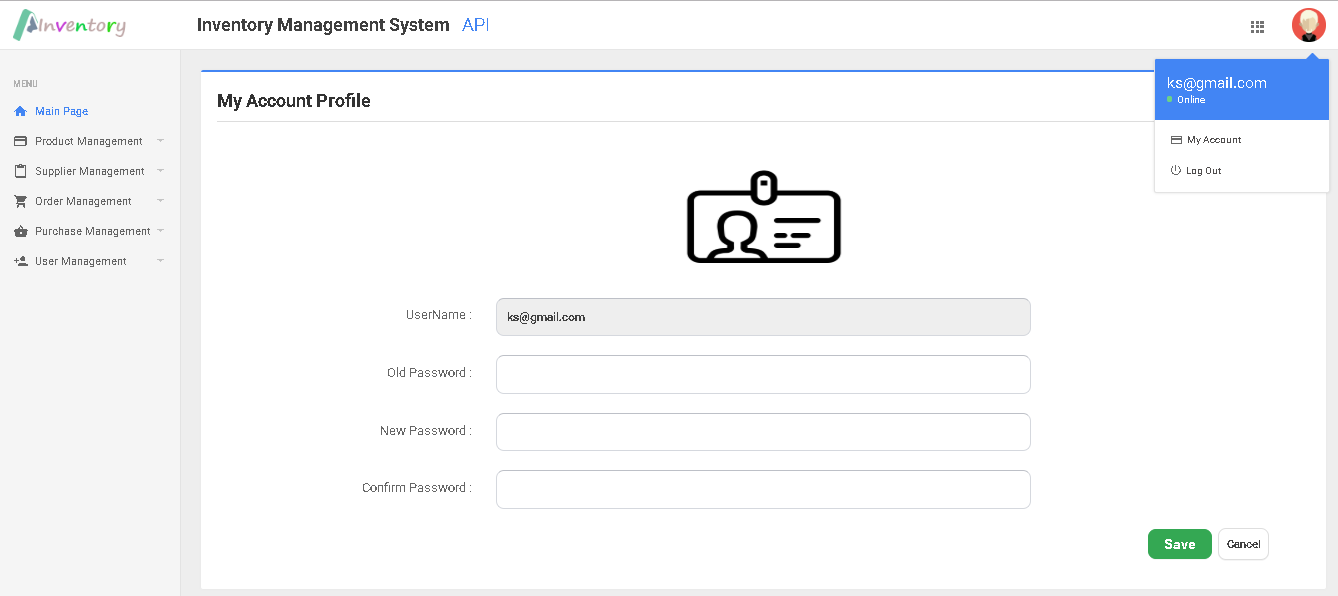 AInventory
Inventory Management System API
ks@gmail.com
Online
My Account
Log Out
MENU
Main Page
Product Management
Supplier Management
Order Management
Purchase Management
User Management
My Account Profile
UserName :
ks@gmail.com
Old Password :
New Password :
Confirm Password :
Save
Cancel